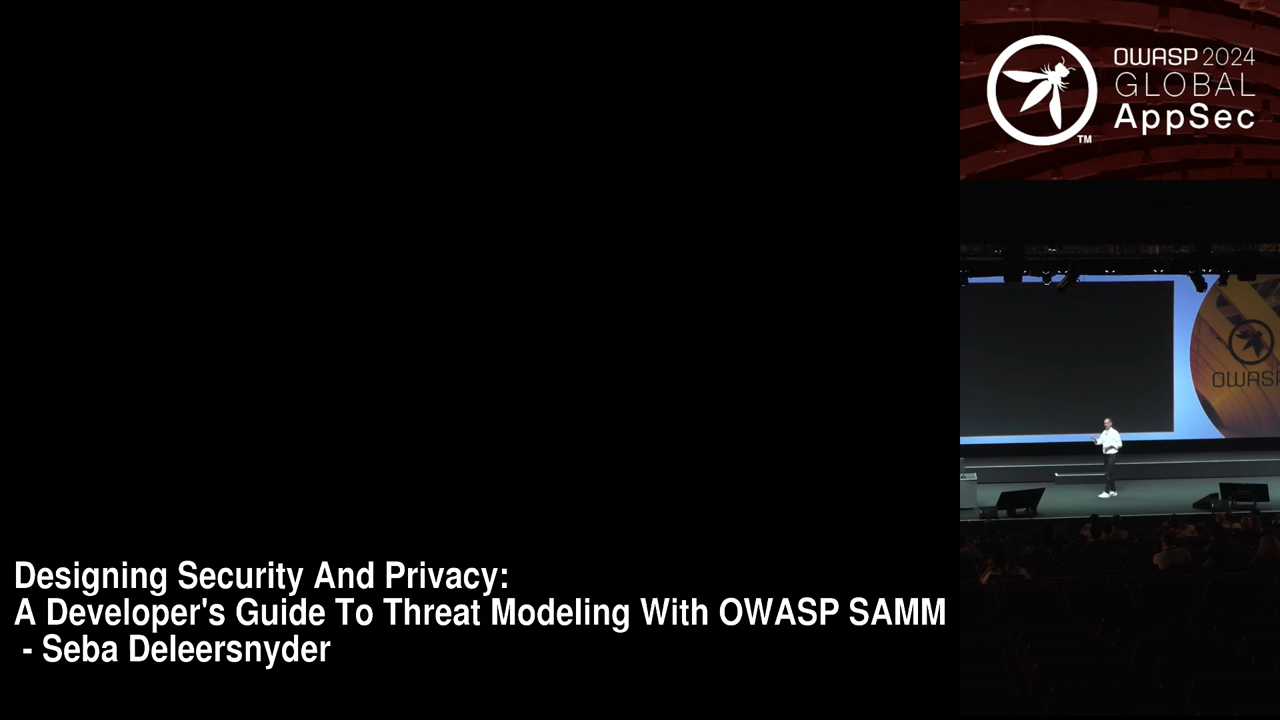 OWASP 2024
GLOBAL
AppSec
TM
OWASP
Designing Security And Privacy:
A Developer's Guide To Threat Modeling With OWASP SAMM
- Seba Deleersnyder